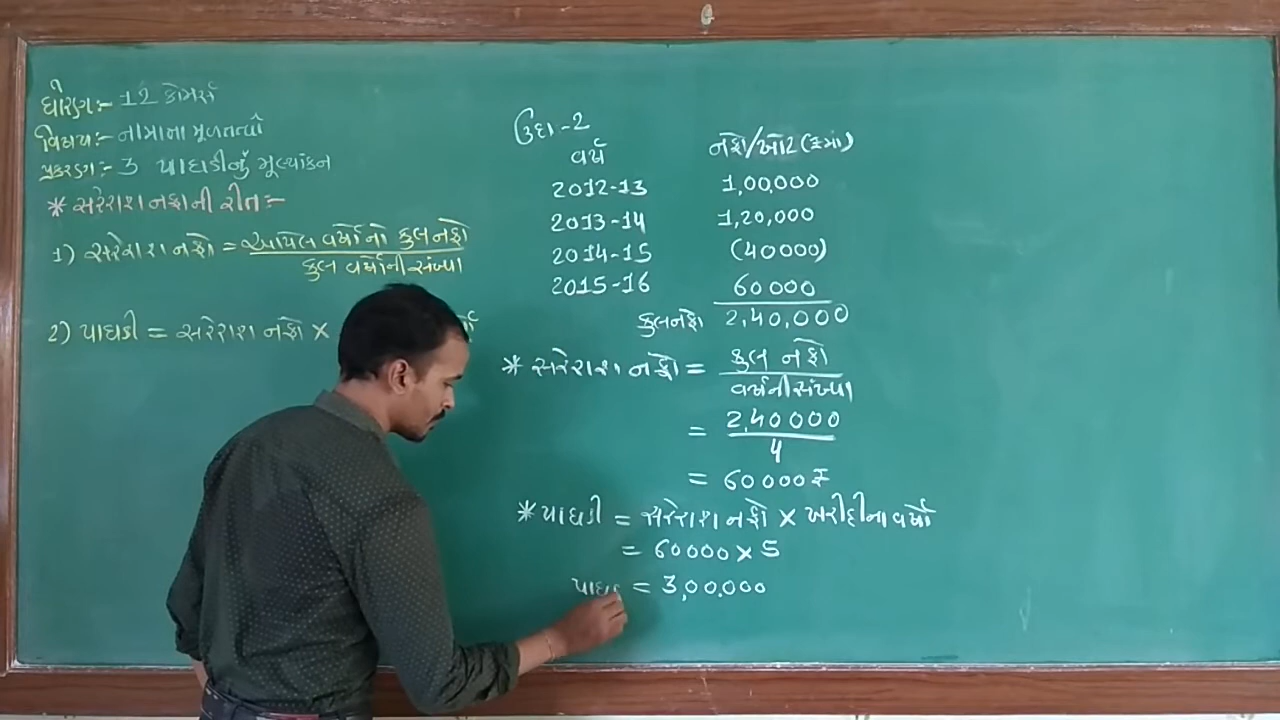 ધોરણ:- 12 કોમર્સ
વિષય:- નામાના મૂળતત્વો
પ્રકરણ:- 3 પાઘડીનું મૂલ્યાંકન
* સરેરાશ નફાની રીત:-
1) સરેરાશ નફો = આપેલ વર્ષોનો કુલ નફો
કુલ વર્ષોની સંખ્યા
2) પાઘડી = સરેરાશ નફો ×
ઉદા-2
વર્ષ નફો/ખોટ (રૂમાં)
2012-13 1,00,000
2013-14 1,20,000
2014-15 (40000)
2015-16 60000
કુલ નફો 2,40,000
* સરેરાશ નફો = કુલ નફો
વર્ષની સંખ્યા
= 2,40000
4
= 60000 ₹
* પાઘડી = સરેરાશ નફો × ખરીદીના વર્ષો
= 60000 × 5
પાઘડ = 3,00,000